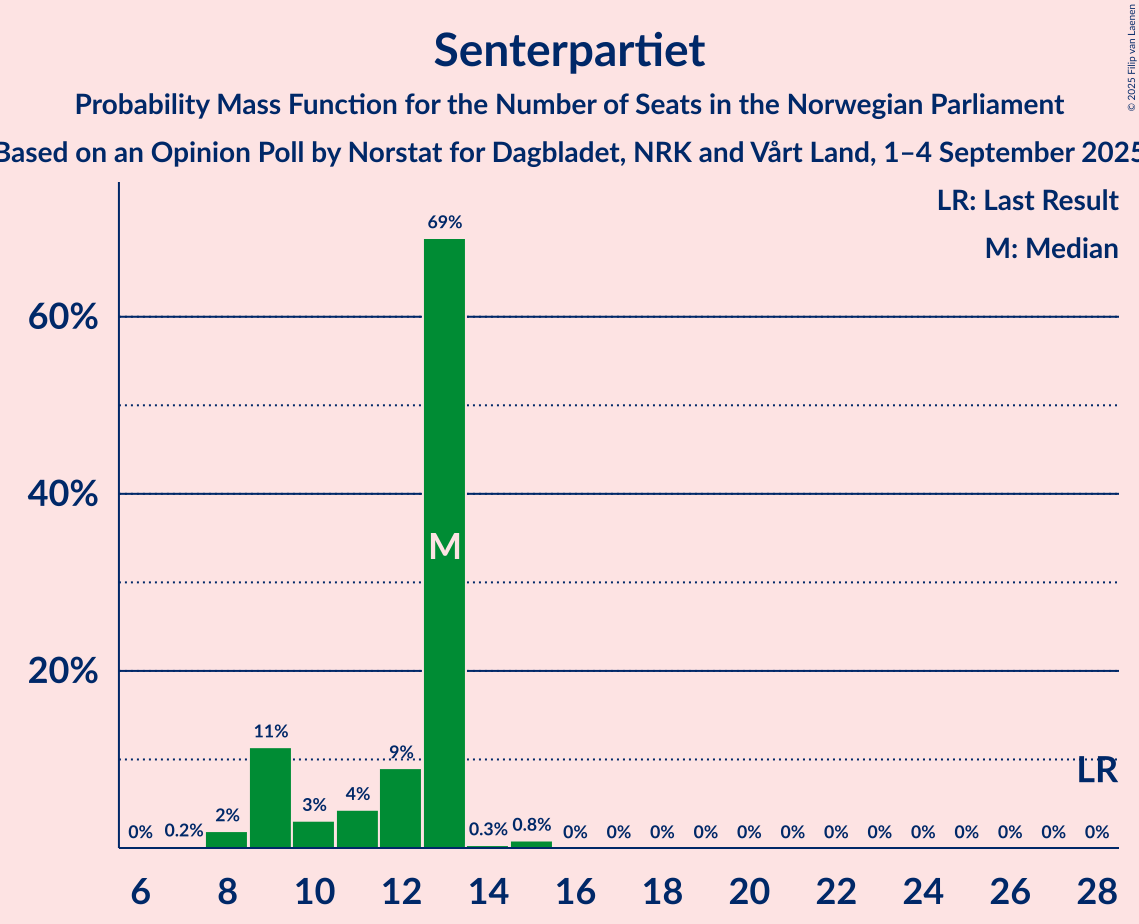 Senterpartiet
Probability Mass Function for the Number of Seats in the Norwegian Parliament
Based on an Opinion Poll by Norstat for Dagbladet, NRK and Vårt Land, 1–4 September 2025
© 2025 Filip van Laenen
LR: Last Result
M: Median
69%
60%
40%
M
20%
11%
9%
LR
0% 0.2% 2% 3% 4% 0.3% 0.8% 0% 0% 0% 0% 0% 0% 0% 0% 0% 0% 0% 0% 0%
6 8 10 12 14 16 18 20 22 24 26 28